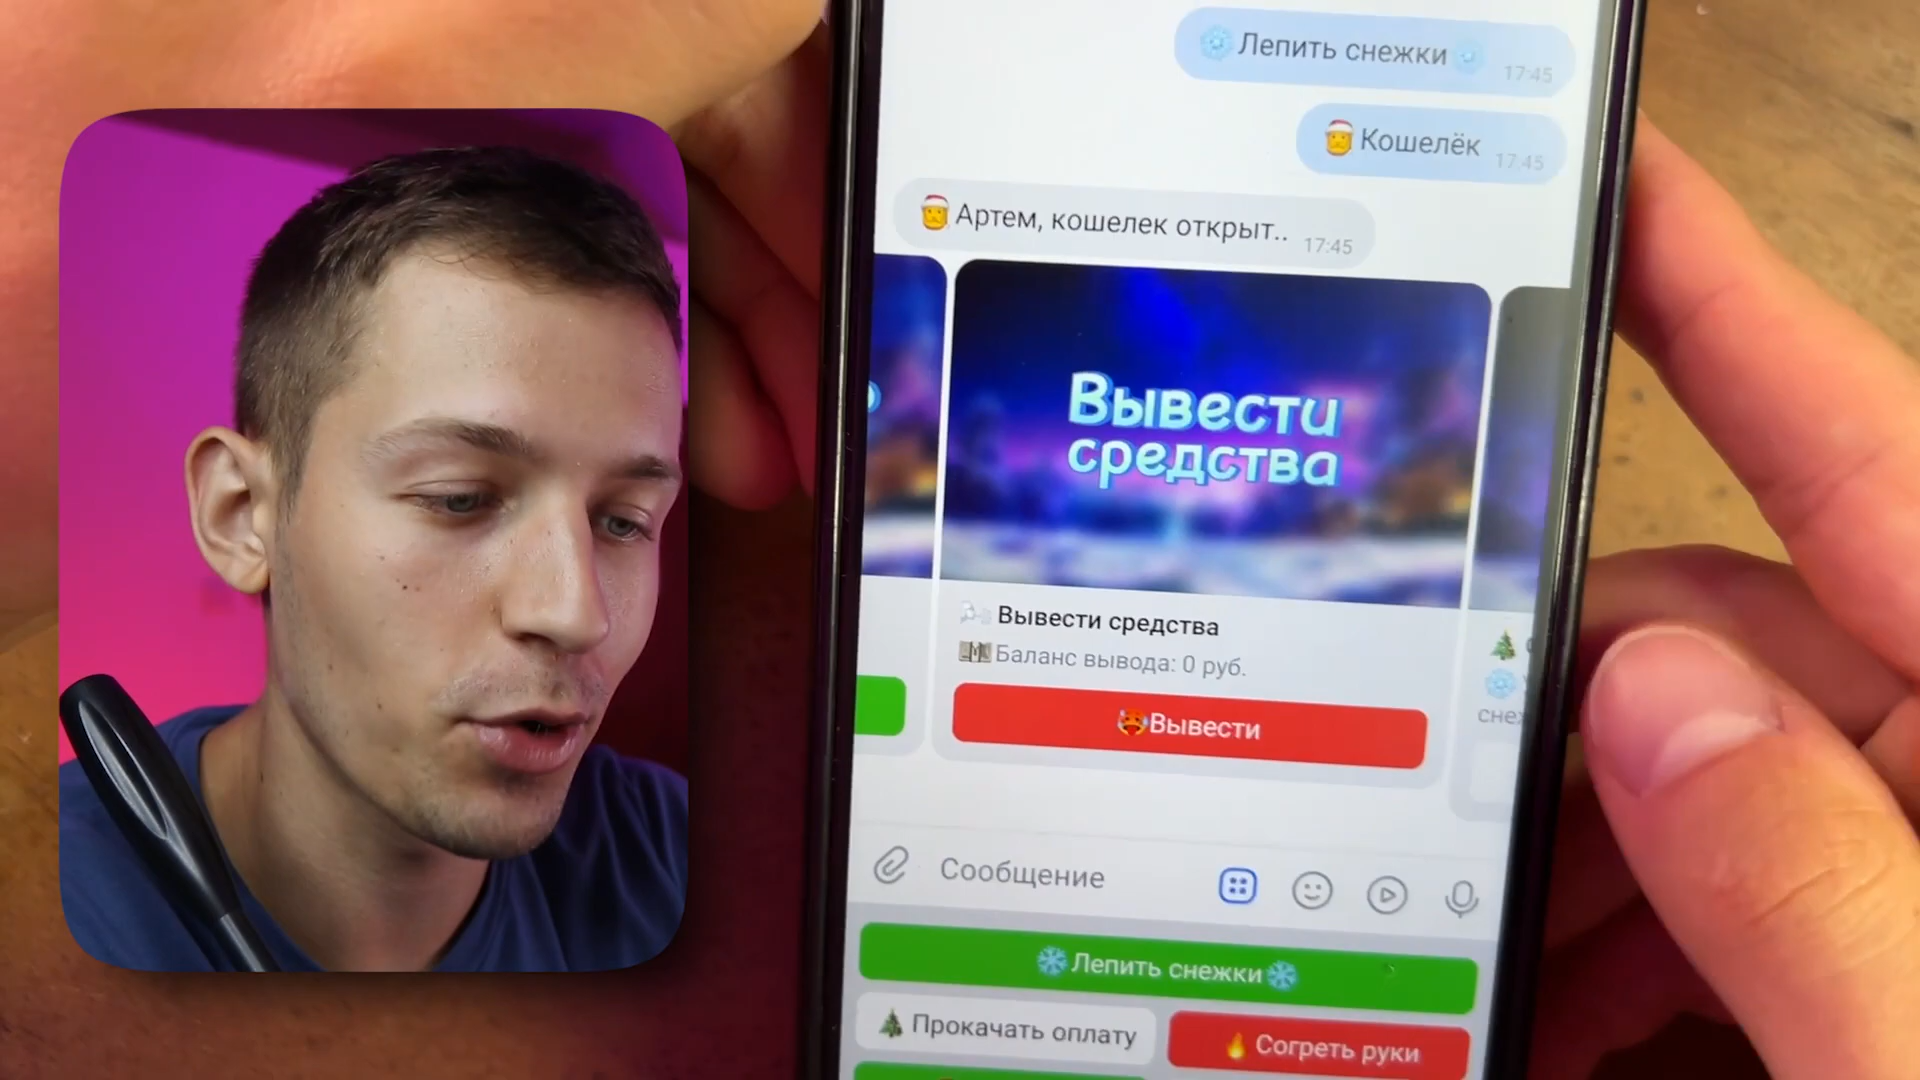 Лепить снежки
17:45
Кошелёк
17:45
Артем, кошелек открыт..
17:45
Вывести
средства
Вывести средства
Баланс вывода: 0 руб.
Вывести
Сообщение
Лепить снежки
Прокачать оплату
Согреть руки